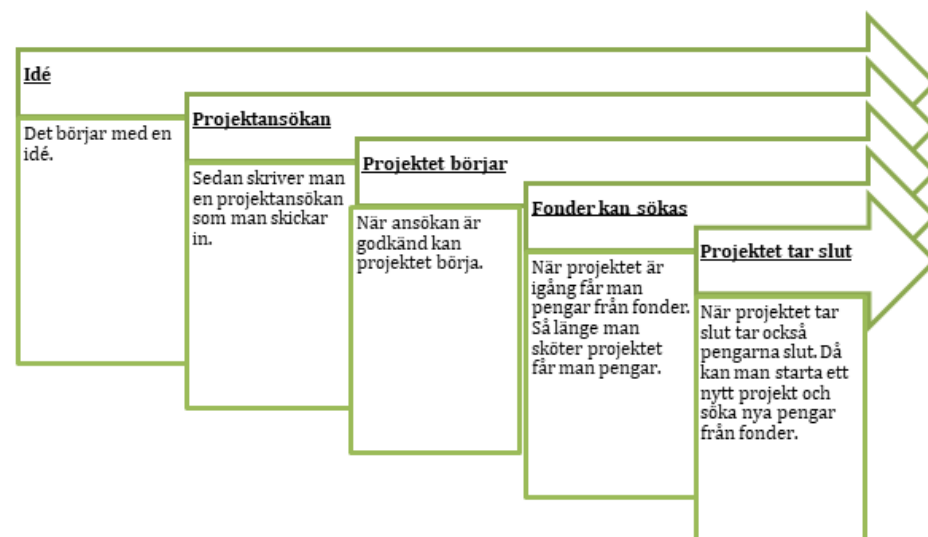 Idé
Det börjar med en
idé.
Projektansökan
Sedan skriver man
en projektansökan
som man skickar
in.
Projektet börjar
När ansökan är
godkänd kan
projektet börja.
Fonder kan sökas
När projektet är
igång får man
pengar från fonder.
Så länge man
sköter projektet
får man pengar.
Projektet tar slut
När projektet tar
slut tar också
pengarna slut. Då
kan man starta ett
nytt projekt och
söka nya pengar
från fonder.